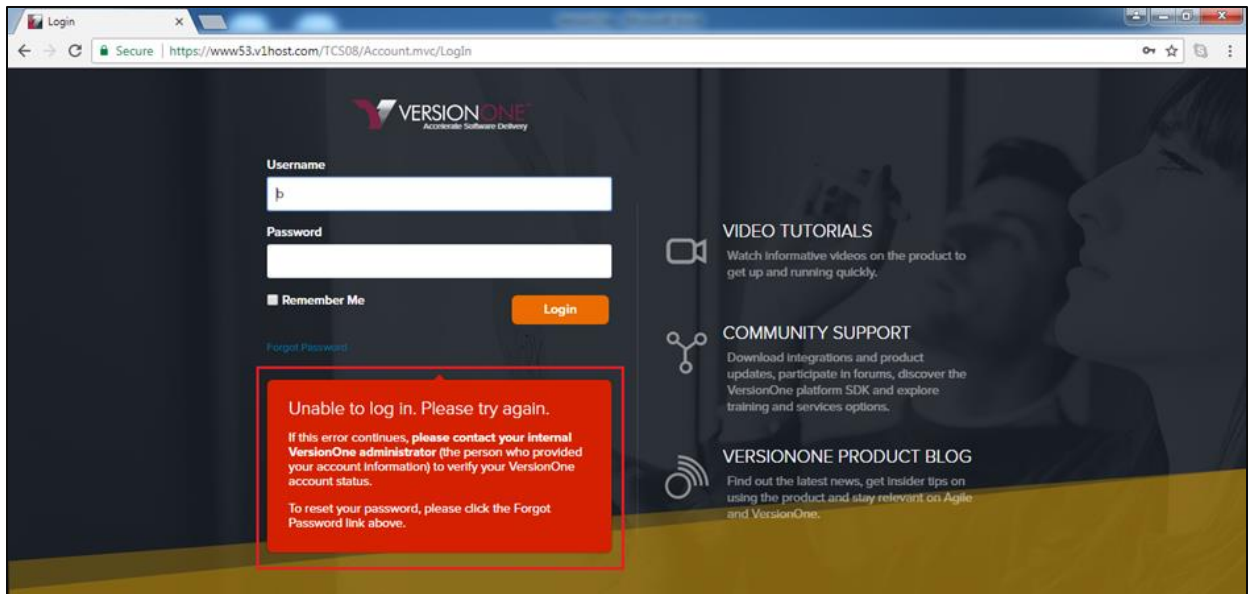 Login
Secure | https://www53.v1host.com/TCS08/Account.mvc/LogIn
VERSIONONE
Accelerate Software Delivery
Username
b
Password
Remember Me
Login
Forgot Password
Unable to log in. Please try again.
If this error continues, please contact your internal
VersionOne administrator (the person who provided
your account information) to verify your VersionOne
account status.
To reset your password, please click the Forgot
Password link above.
VIDEO TUTORIALS
Watch informative videos on the product to
get up and running quickly.
COMMUNITY SUPPORT
Download integrations and product
updates, participate in forums, discover the
VersionOne platform SDK and explore
training and services options.
VERSIONONE PRODUCT BLOG
Find out the latest news, get insider tips on
using the product and stay relevant on Agile
and VersionOne.